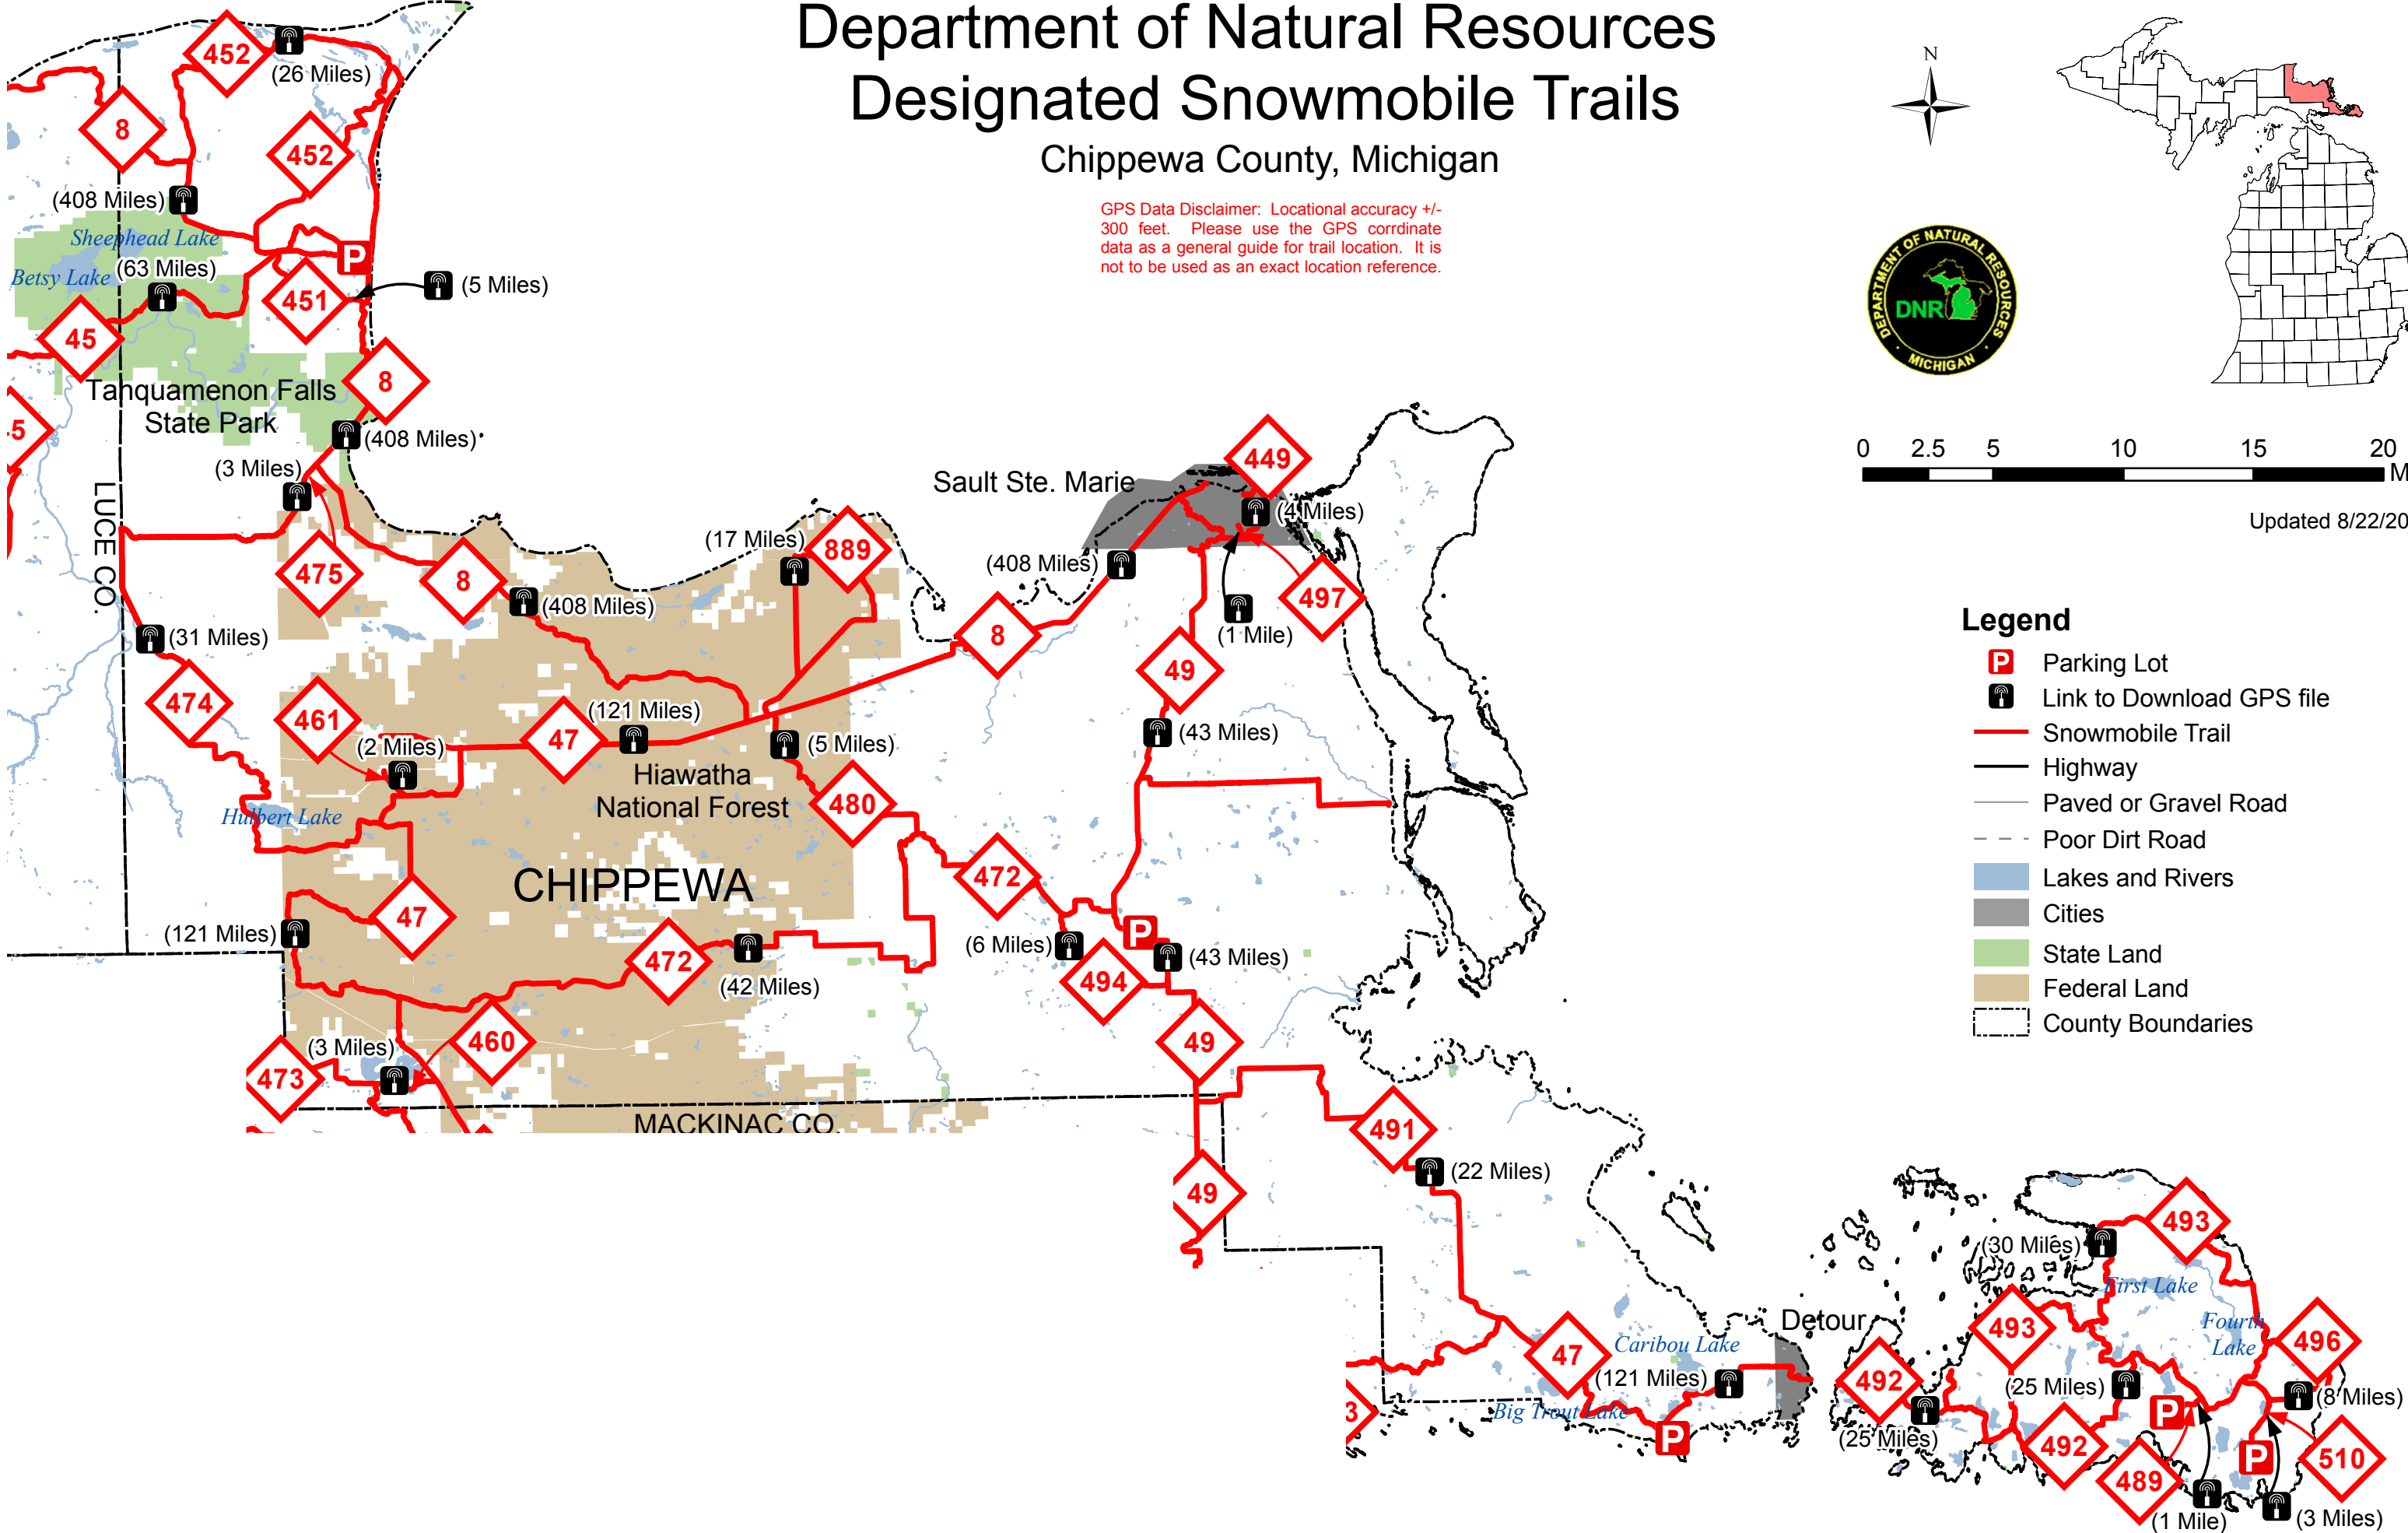 Department of Natural Resources
Designated Snowmobile Trails
Chippewa County, Michigan
GPS Data Disclaimer: Locational accuracy +/-
300 feet. Please use the GPS corrdinate
data as a general guide for trail location. It is
not to be used as an exact location reference.
N
DEPARTMENT OF NATURAL RESOURCES
DNR
MICHIGAN
0 2.5 5 10 15 20
M
Updated 8/22/20
Legend
Parking Lot
Link to Download GPS file
Snowmobile Trail
Highway
Paved or Gravel Road
Poor Dirt Road
Lakes and Rivers
Cities
State Land
Federal Land
County Boundaries
452
(26 Miles)
8
452
(408 Miles)
Sheephead Lake
P
Betsy Lake
(63 Miles)
(5 Miles)
451
45
8
Tahquamenon Falls
State Park
5
(408 Miles)
(3 Miles)
LUCE CO.
475
8
(408 Miles)
(17 Miles)
889
Sault Ste. Marie
449
(4 Miles)
(408 Miles)
497
(1 Mile)
8
49
(31 Miles)
474
461
(2 Miles)
47
(121 Miles)
(5 Miles)
(43 Miles)
Hiawatha
National Forest
480
Hulbert Lake
CHIPPEWA
472
47
(121 Miles)
472
(42 Miles)
P
(6 Miles)
(43 Miles)
494
460
49
(3 Miles)
473
MACKINAC CO.
491
(22 Miles)
49
493
(30 Miles)
First Lake
Detour
493
Fourth
Lake
496
47
Caribou Lake
(121 Miles)
492
(25 Miles)
(8 Miles)
3
Big Trout Lake
P
P
(25 Miles)
492
P
510
489
(1 Mile)
(3 Miles)